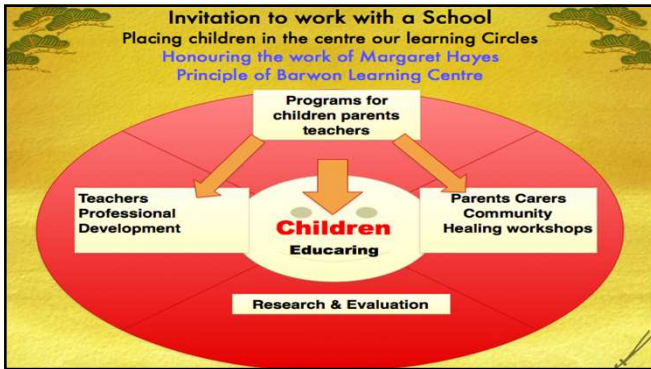 Invitation to work with a School
Placing children in the centre our learning Circles
Honouring the work of Margaret Hayes
Principle of Barwon Learning Centre
Programs for
children parents
teachers
Teachers
Professional
Development
Children
Educaring
Parents Carers
Community
Healing workshops
Research & Evaluation